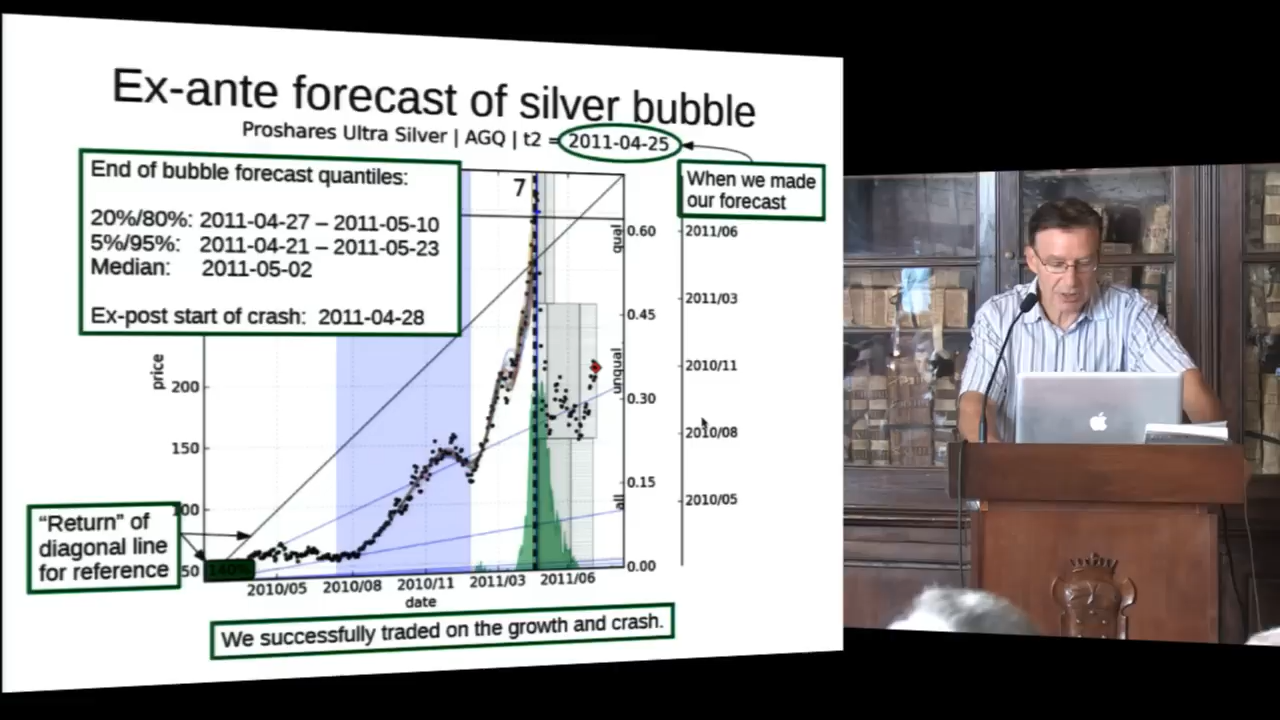 Ex-ante forecast of silver bubble
Proshares Ultra Silver | AGQ | t2 = 2011-04-25
End of bubble forecast quantiles:
20%/80%: 2011-04-27 – 2011-05-10
5%/95%: 2011-04-21 – 2011-05-23
Median: 2011-05-02
Ex-post start of crash: 2011-04-28
When we made
our forecast
7
price
200
150
100
50
140%
"Return" of
diagonal line
for reference
qual
unqual
all
0.60
0.45
0.30
0.15
0.00
2011/06
2011/03
2010/11
2010/08
2010/05
2010/05
2010/08
2010/11
2011/03
2011/06
date
We successfully traded on the growth and crash.